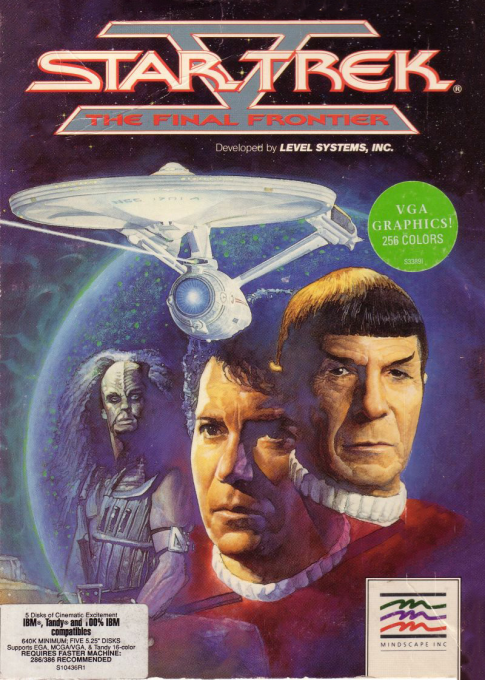 STAR TREK®
V
THE FINAL FRONTIER
Developed by LEVEL SYSTEMS, INC.
VGA
GRAPHICS!
256 COLORS
5 Disks of Cinematic Excitement
IBM®, Tandy® and 100% IBM
compatibles
640K MINIMUM; FIVE 5.25" DISKS
Supports EGA, MCGA/VGA, & Tandy 16-color
REQUIRES FASTER MACHINE:
286/386 RECOMMENDED
S10436R1
MINDSCAPE INC